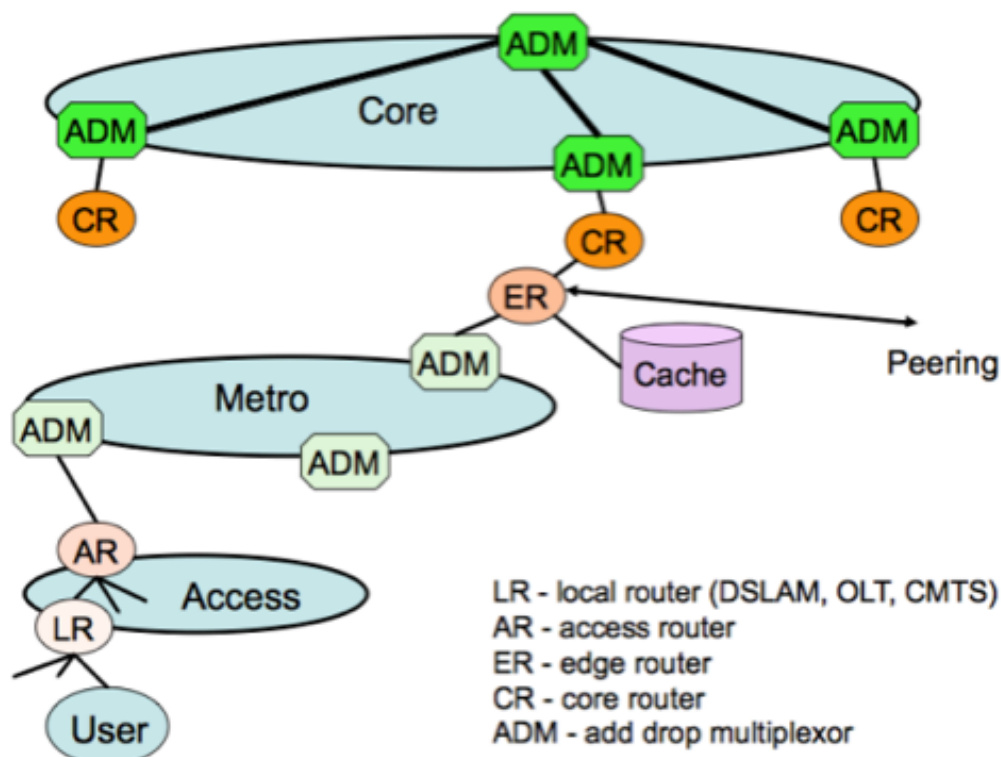 ADM
Core
ADM
ADM
ADM
CR
CR
CR
ER
ADM
Peering
Cache
Metro
ADM
ADM
AR
Access
LR
User
LR - local router (DSLAM, OLT, CMTS)
AR - access router
ER - edge router
CR - core router
ADM - add drop multiplexor